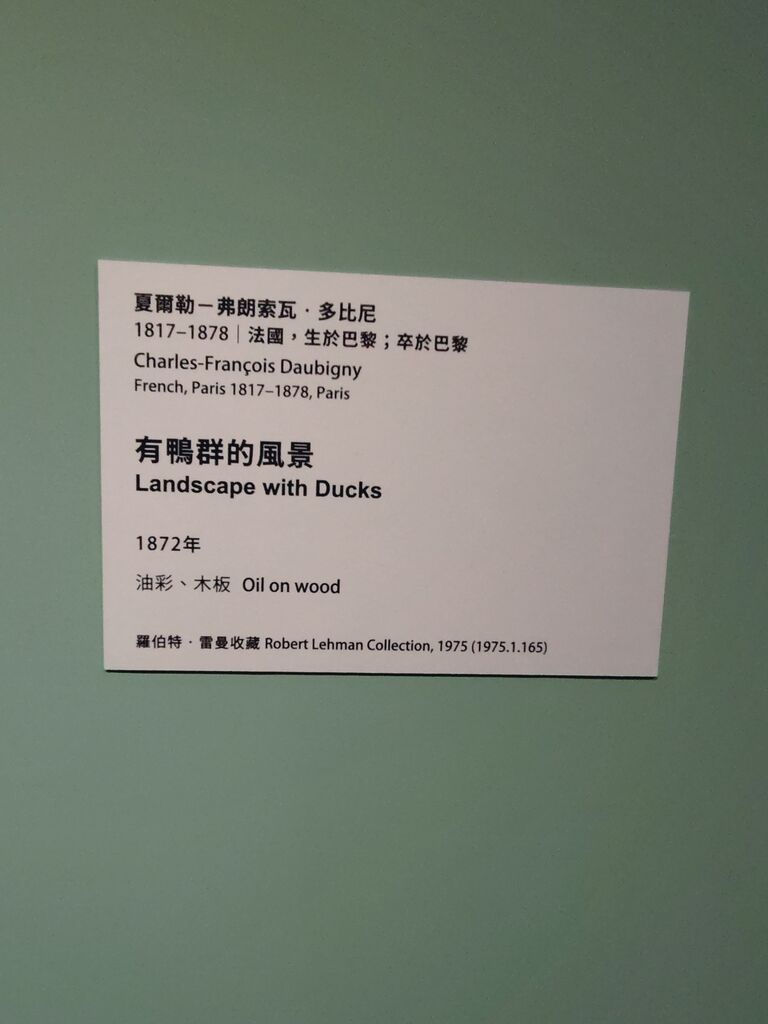 夏爾勒－弗朗索瓦．多比尼
1817–1878｜法國，生於巴黎；卒於巴黎
Charles-François Daubigny
French, Paris 1817–1878, Paris
有鴨群的風景
Landscape with Ducks
1872年
油彩、木板 Oil on wood
羅伯特．雷曼收藏 Robert Lehman Collection, 1975 (1975.1.165)